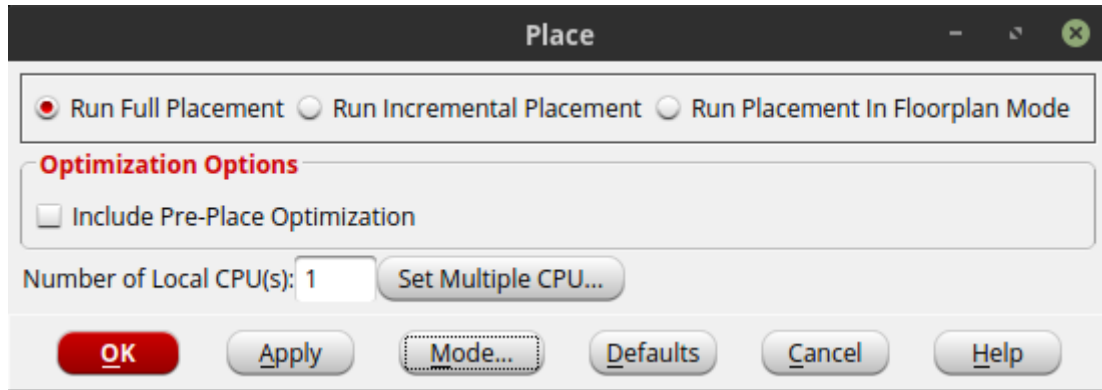 Place
Run Full Placement Run Incremental Placement Run Placement In Floorplan Mode
Optimization Options
Include Pre-Place Optimization
Number of Local CPU(s): 1 Set Multiple CPU...
OK Apply Mode... Defaults Cancel Help